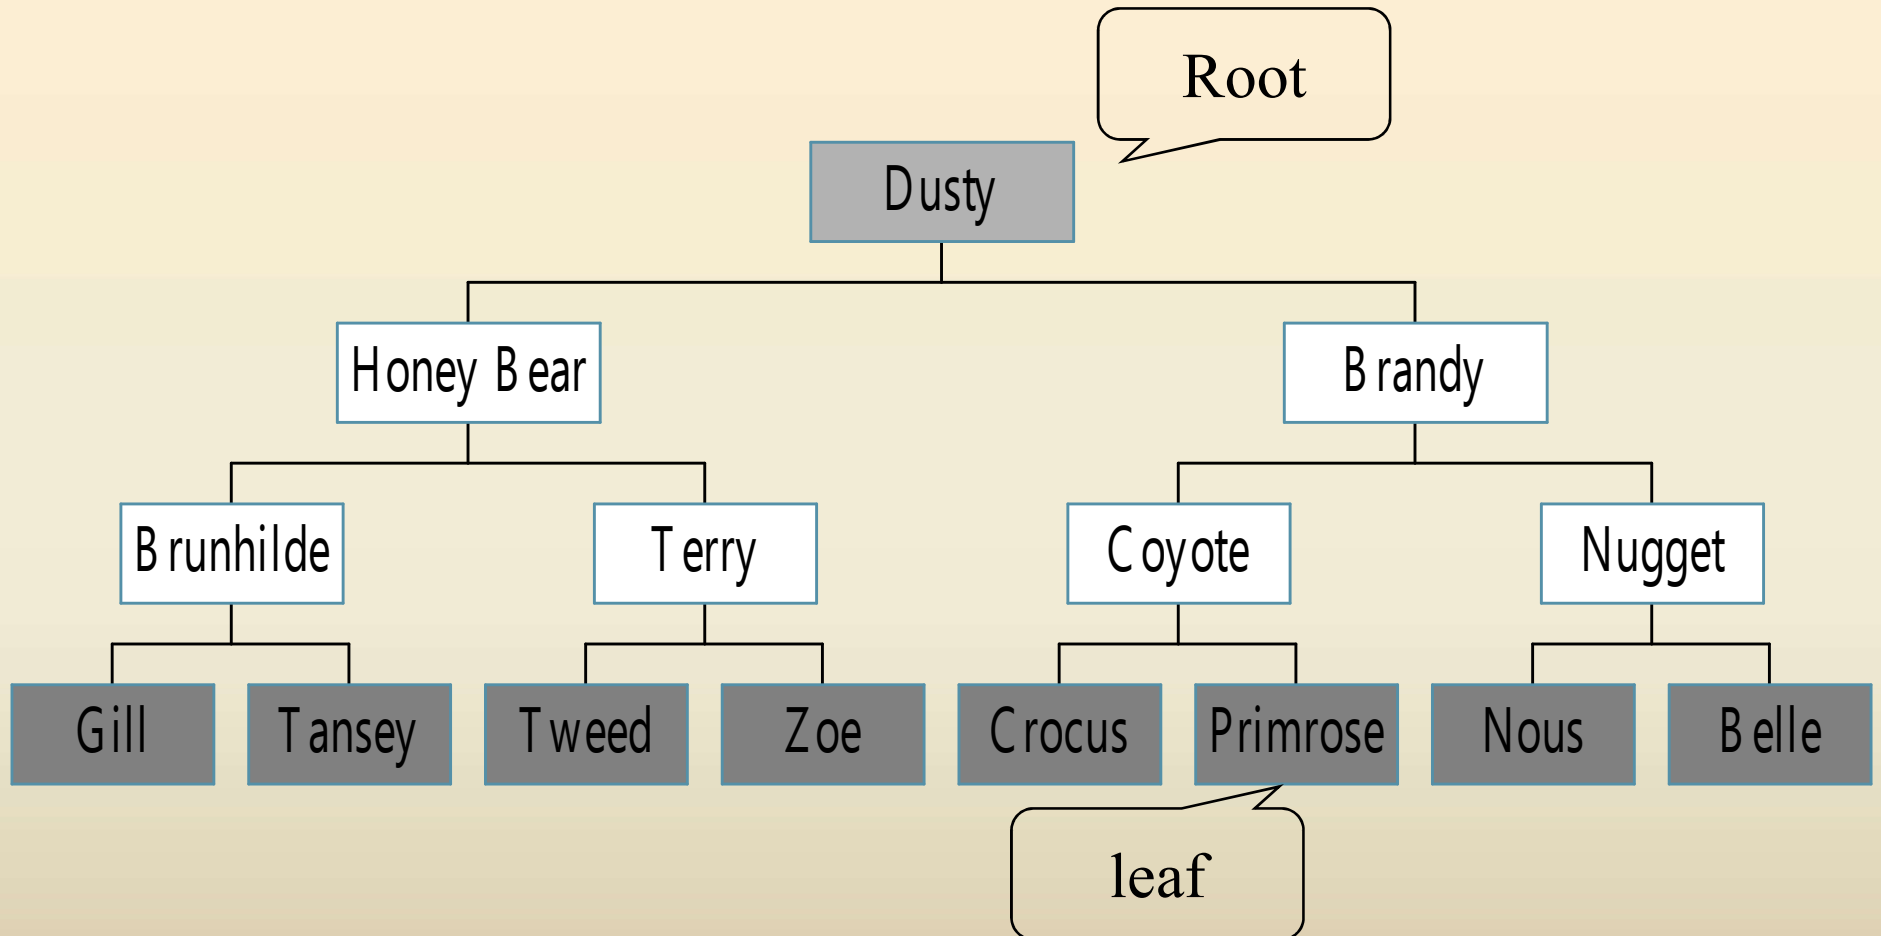 Root
Dusty
Honey Bear
Brandy
Brunhilde
Terry
Coyote
Nugget
Gill
Tansey
Tweed
Zoe
Crocus
Primrose
Nous
Belle
leaf